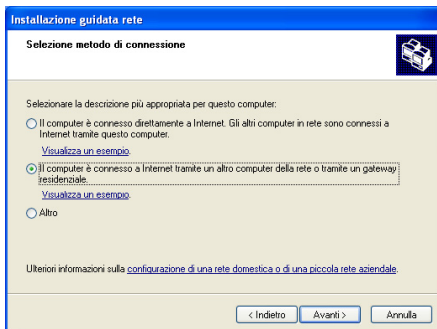 Installazione guidata rete
Selezione metodo di connessione
Selezionare la descrizione più appropriata per questo computer:
Il computer è connesso direttamente a Internet. Gli altri computer in rete sono connessi a
Internet tramite questo computer.
Visualizza un esempio.
Il computer è connesso a Internet tramite un altro computer della rete o tramite un gateway
residenziale.
Visualizza un esempio.
Altro
Ulteriori informazioni sulla configurazione di una rete domestica o di una piccola rete aziendale.
< Indietro
Avanti >
Annulla